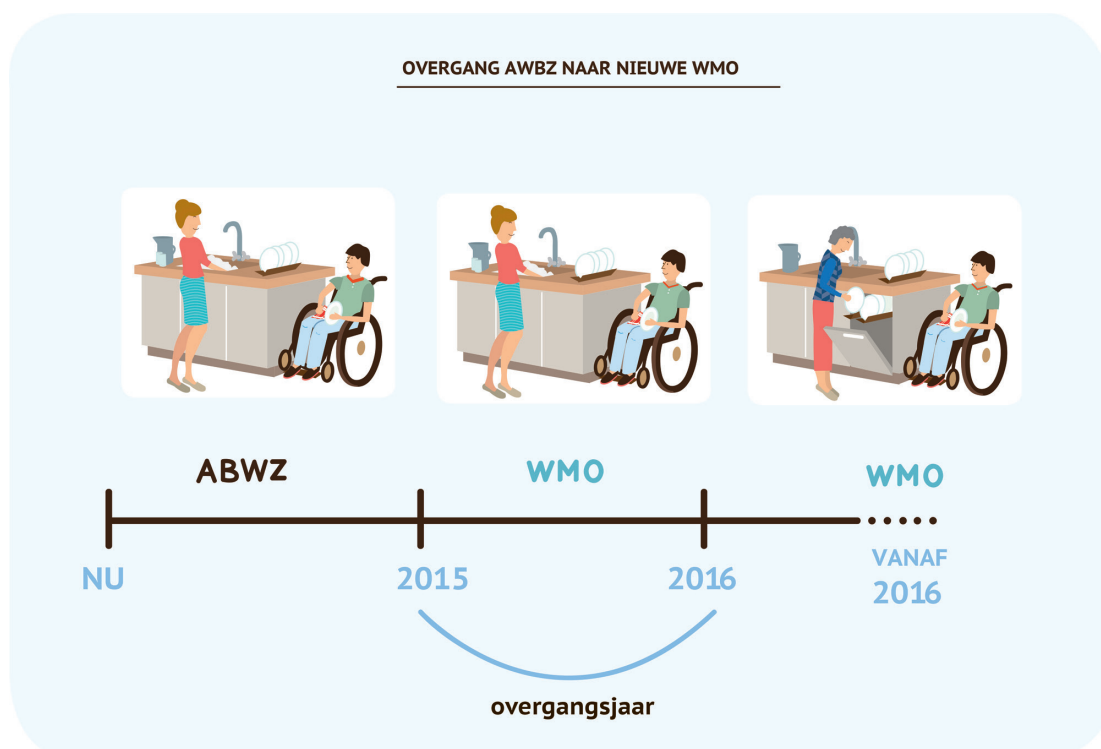 OVERGANG AWBZ NAAR NIEUWE WMO
ABWZ
WMO
WMO
NU
2015
2016
VANAF
2016
overgangsjaar